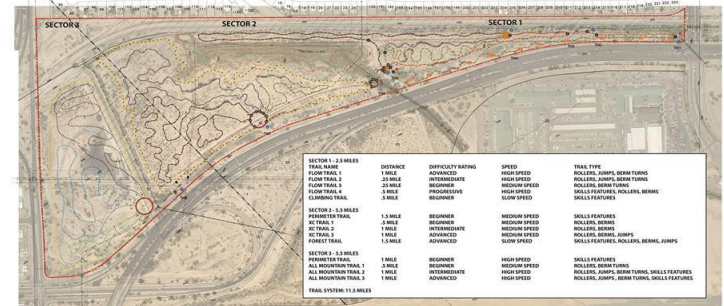 SECTOR 3
SECTOR 2
SECTOR 1
SECTOR 1 - 2.5 MILES
TRAIL NAME DISTANCE DIFFICULTY RATING SPEED TRAIL TYPE
FLOW TRAIL 1 1 MILE ADVANCED HIGH SPEED ROLLERS, JUMPS, BERM TURNS
FLOW TRAIL 2 .25 MILE INTERMEDIATE HIGH SPEED ROLLERS, JUMPS, BERM TURNS
FLOW TRAIL 3 .25 MILE BEGINNER MEDIUM SPEED ROLLERS, BERM TURNS
FLOW TRAIL 4 .5 MILE PROGRESSIVE HIGH SPEED SKILLS FEATURES, ROLLERS, BERMS
CLIMBING TRAIL .5 MILE BEGINNER SLOW SPEED SKILLS FEATURES
SECTOR 2 - 5.5 MILES
PERIMETER TRAIL 1.5 MILE BEGINNER MEDIUM SPEED SKILLS FEATURES
XC TRAIL 1 .5 MILE BEGINNER MEDIUM SPEED ROLLERS, BERMS
XC TRAIL 2 1 MILE INTERMEDIATE MEDIUM SPEED ROLLERS, BERMS
XC TRAIL 3 1 MILE ADVANCED MEDIUM SPEED ROLLERS, BERMS, JUMPS
FOREST TRAIL 1.5 MILE ADVANCED SLOW SPEED SKILLS FEATURES, ROLLERS, BERMS, JUMPS
SECTOR 3 - 3.5 MILES
PERIMETER TRAIL 1 MILE BEGINNER HIGH SPEED SKILLS FEATURES
ALL MOUNTAIN TRAIL 1 .5 MILE BEGINNER MEDIUM SPEED ROLLERS, BERM TURNS
ALL MOUNTAIN TRAIL 2 1 MILE INTERMEDIATE HIGH SPEED ROLLERS, JUMPS, BERM TURNS, SKILLS FEATURES
ALL MOUNTAIN TRAIL 3 1 MILE ADVANCED HIGH SPEED ROLLERS, JUMPS , BERM TURNS, SKILLS FEATURES
TRAIL SYSTEM: 11.5 MILES